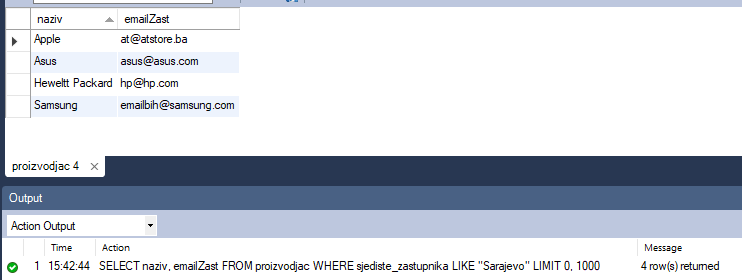 naziv emailZast
Apple at@atstore.ba
Asus asus@asus.com
Heweltt Packard hp@hp.com
Samsung emailbih@samsung.com
proizvodjac 4
Output
Action Output
Time Action Message
1 15:42:44 SELECT naziv, emailZast FROM proizvodjac WHERE sjediste_zastupnika LIKE "Sarajevo" LIMIT 0, 1000 4 row(s) returned